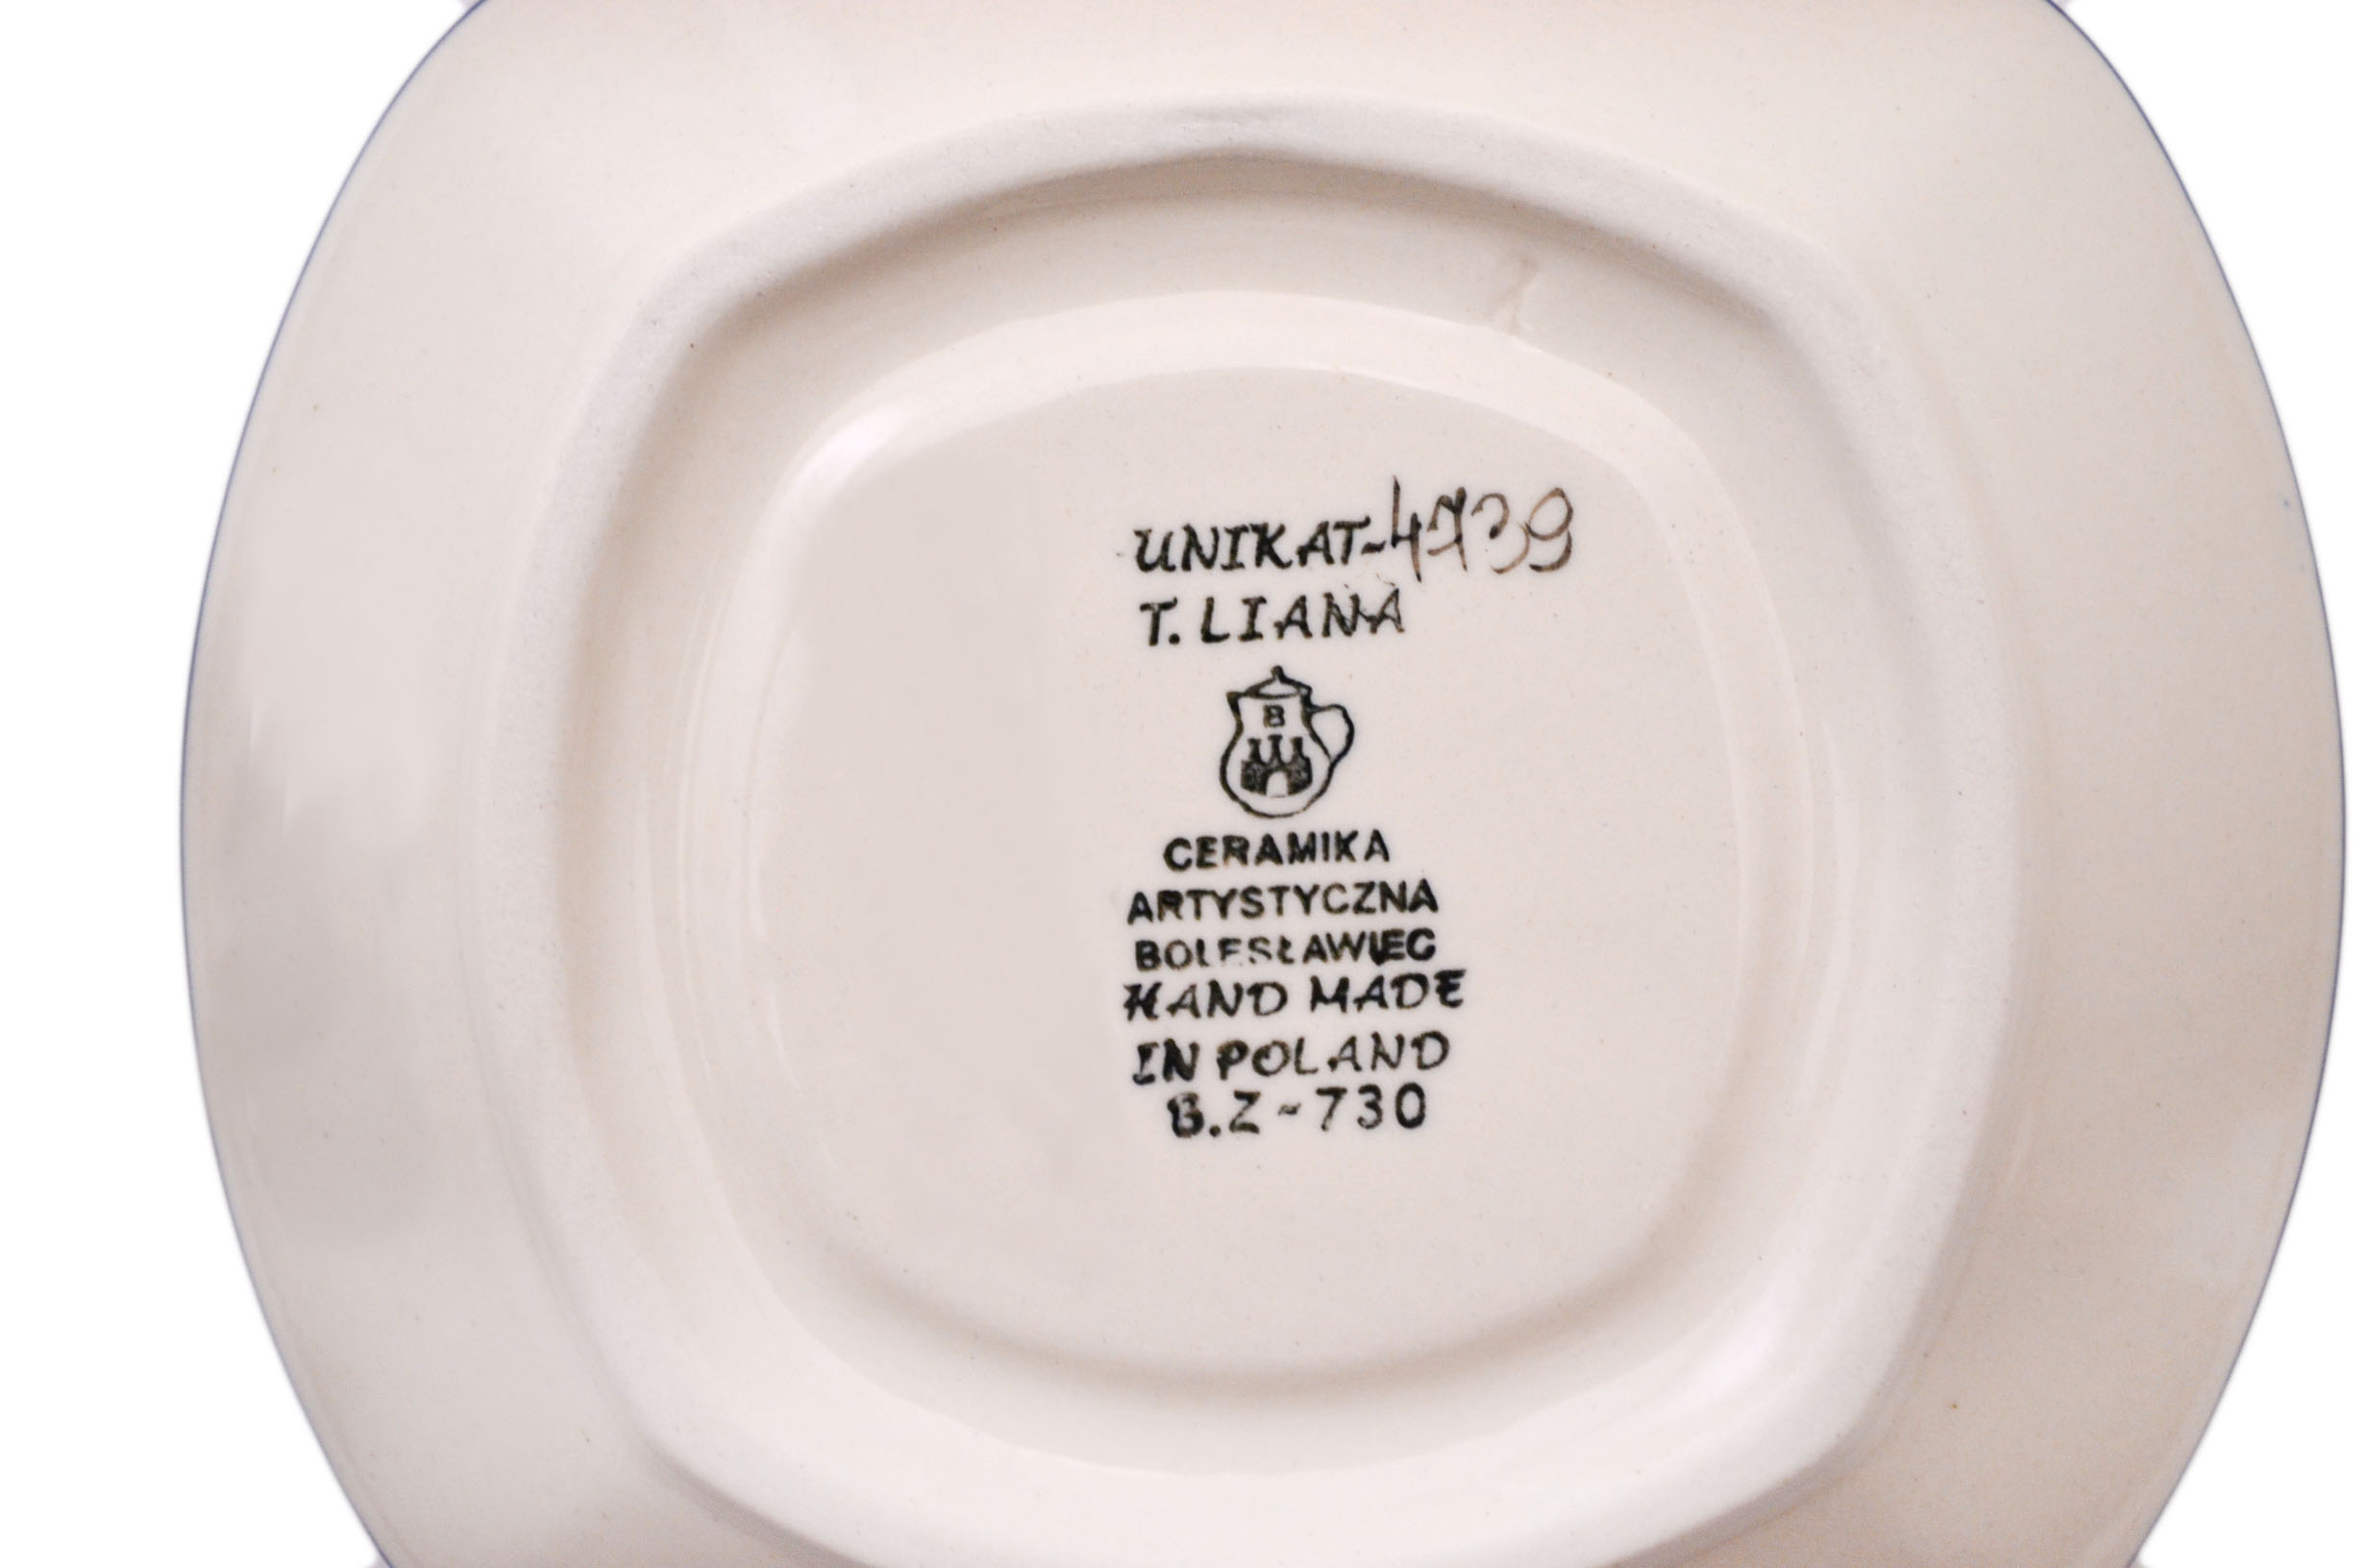 UNIKAT-4739
T. LIANA
B
CERAMIKA
ARTYSTYCZNA
BOLESŁAWIEC
HAND MADE
IN POLAND
B.Z-730